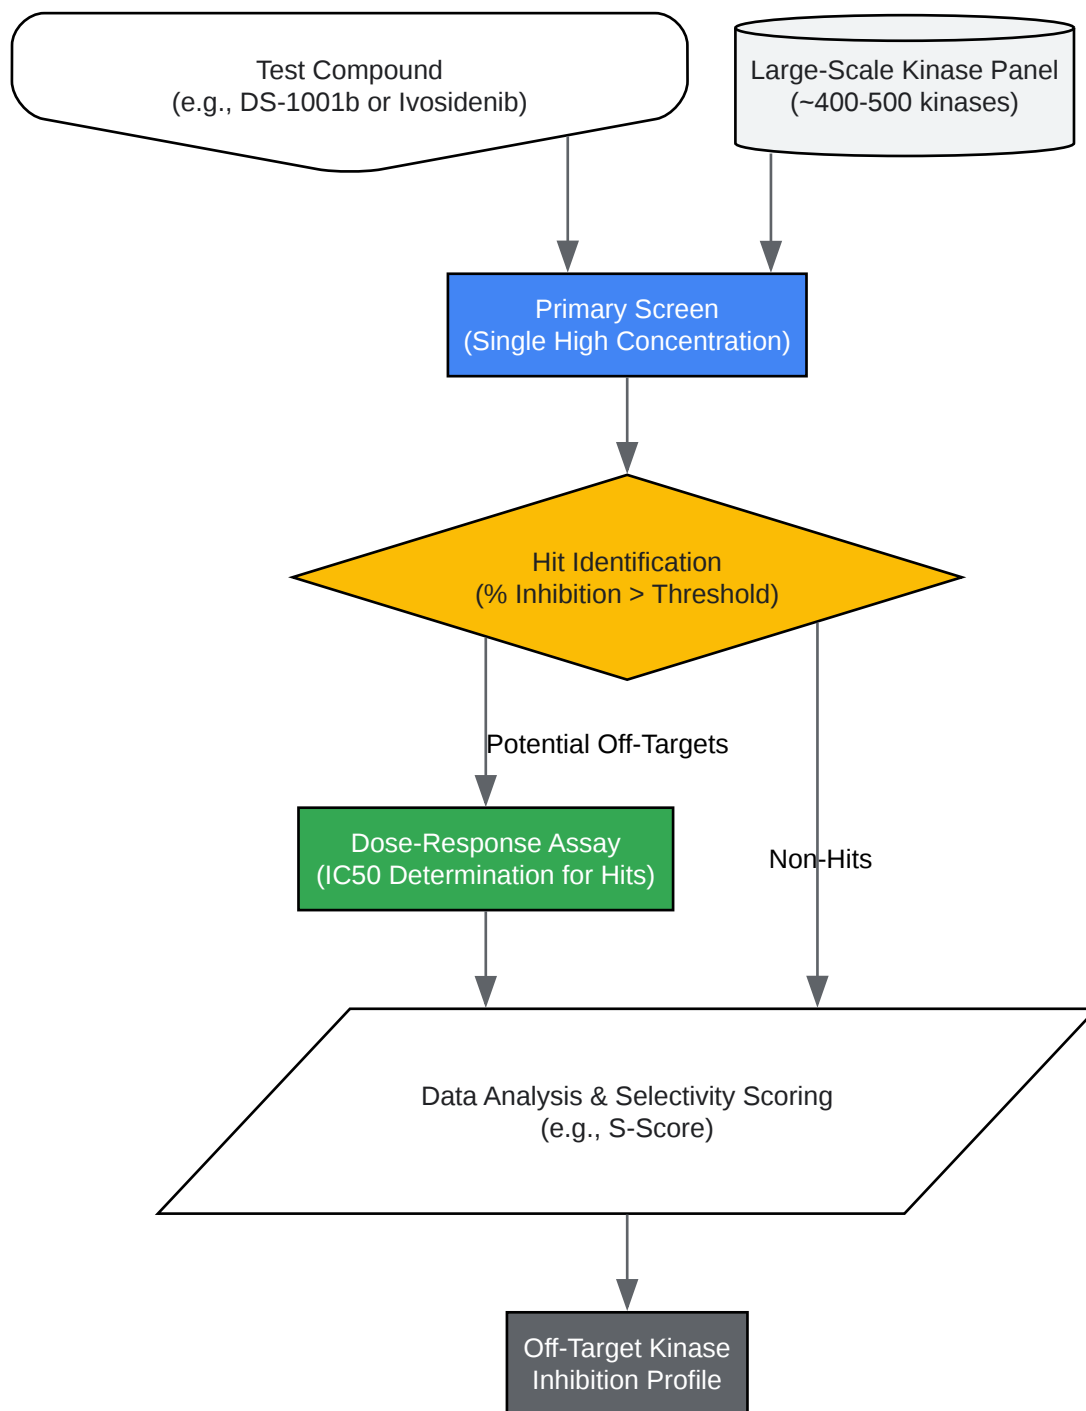 Test Compound
(e.g., DS-1001b or Ivosidenib)
Large-Scale Kinase Panel
(~400-500 kinases)
Primary Screen
(Single High Concentration)
Hit Identification
(% Inhibition > Threshold)
Potential Off-Targets
Dose-Response Assay
(IC50 Determination for Hits)
Non-Hits
Data Analysis & Selectivity Scoring
(e.g., S-Score)
Off-Target Kinase
Inhibition Profile